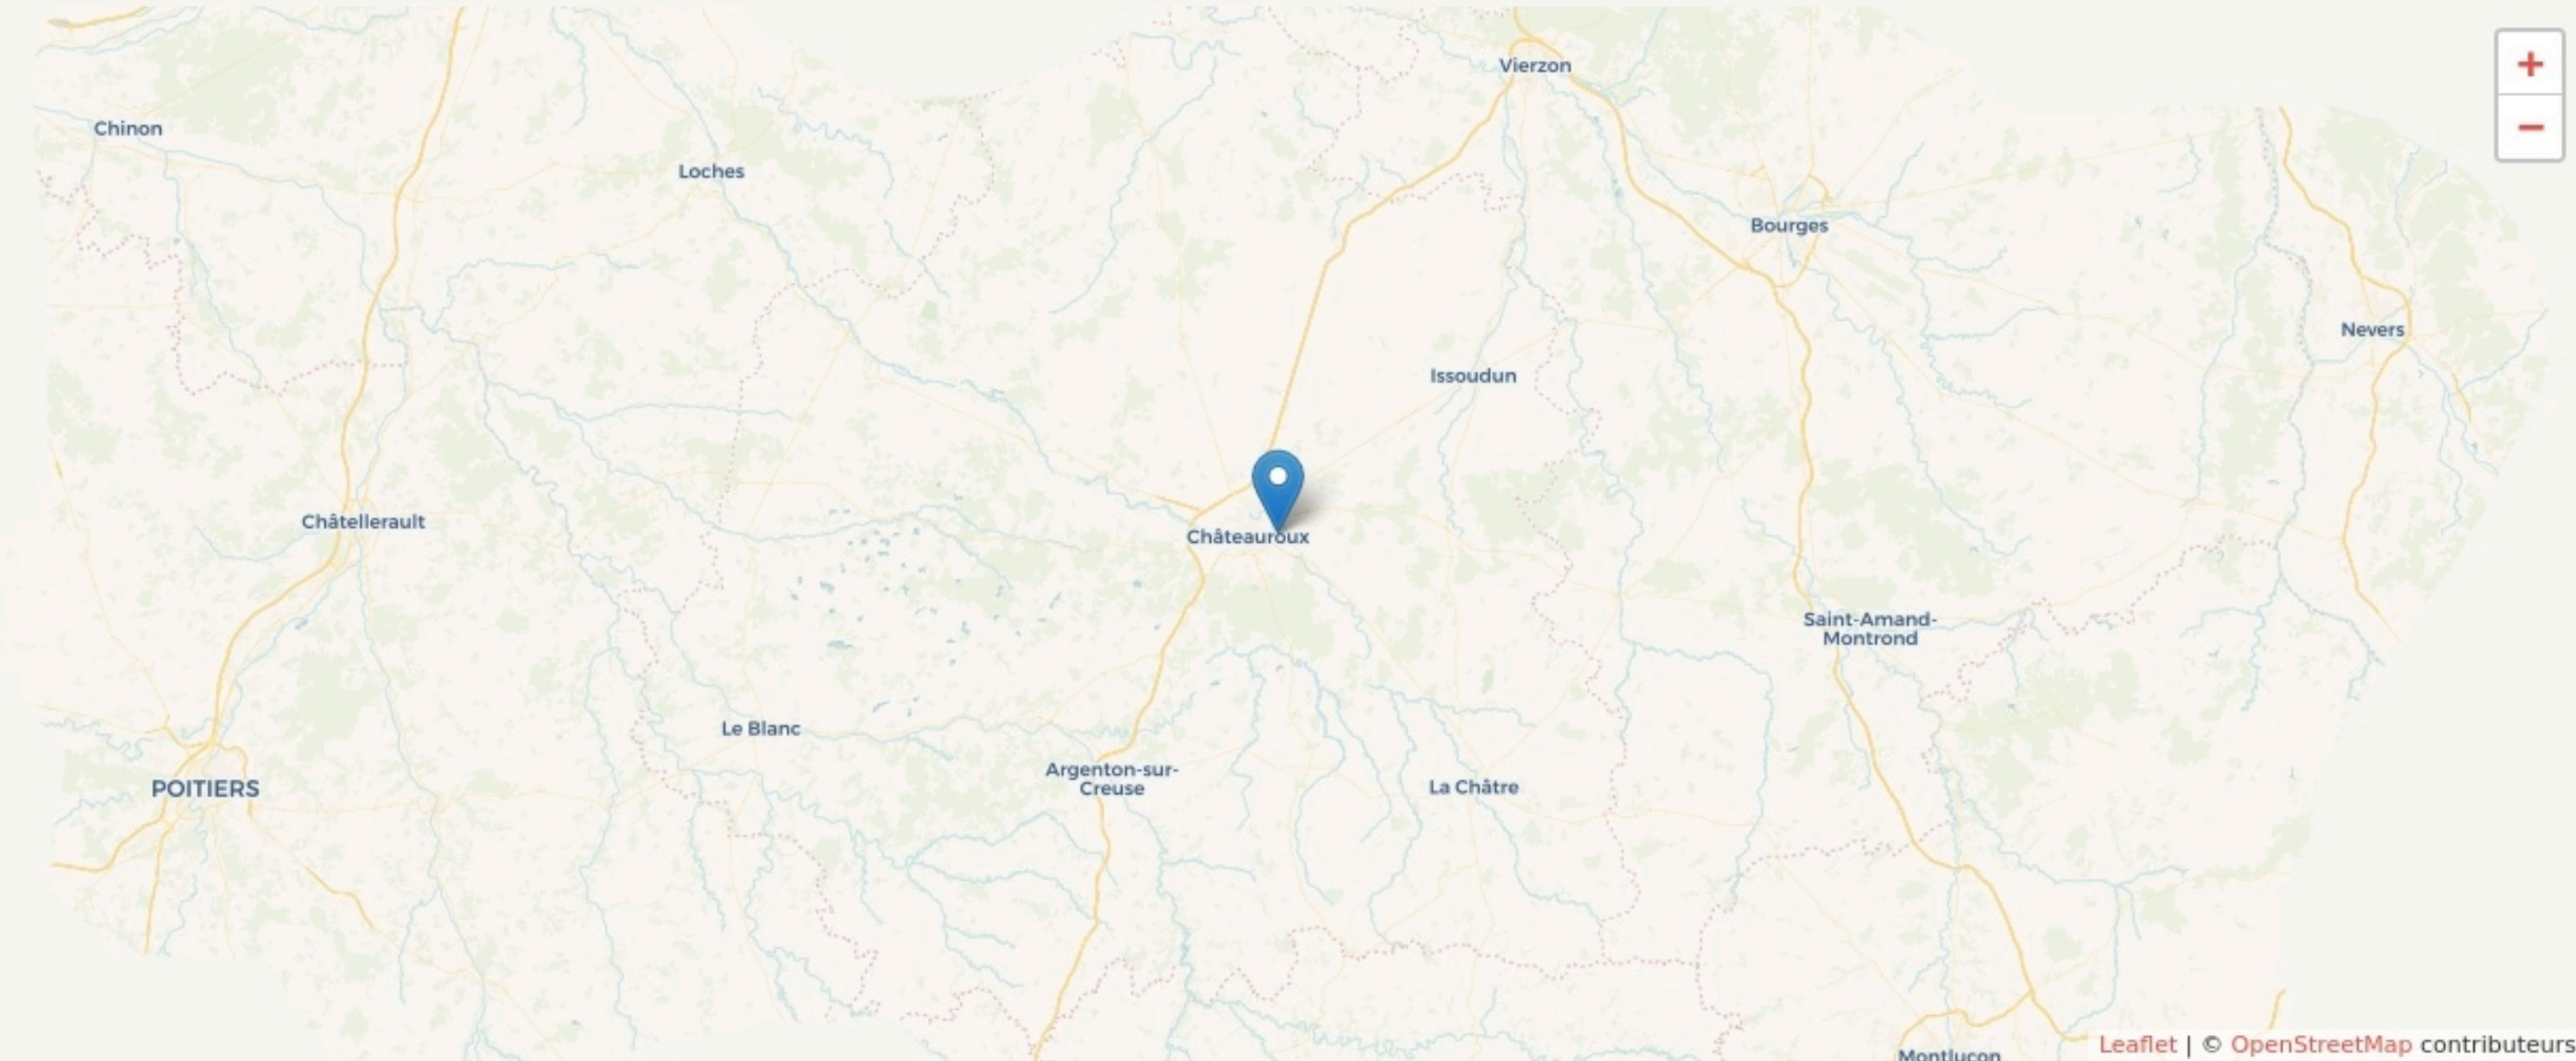 Vierzon
+
−
Chinon
Loches
Bourges
Nevers
Issoudun
Châtellerault
Châteauroux
Saint-Amand-
Montrond
Le Blanc
Argenton-sur-
Creuse
La Châtre
POITIERS
Montluçon
Leaflet | © OpenStreetMap contributeurs